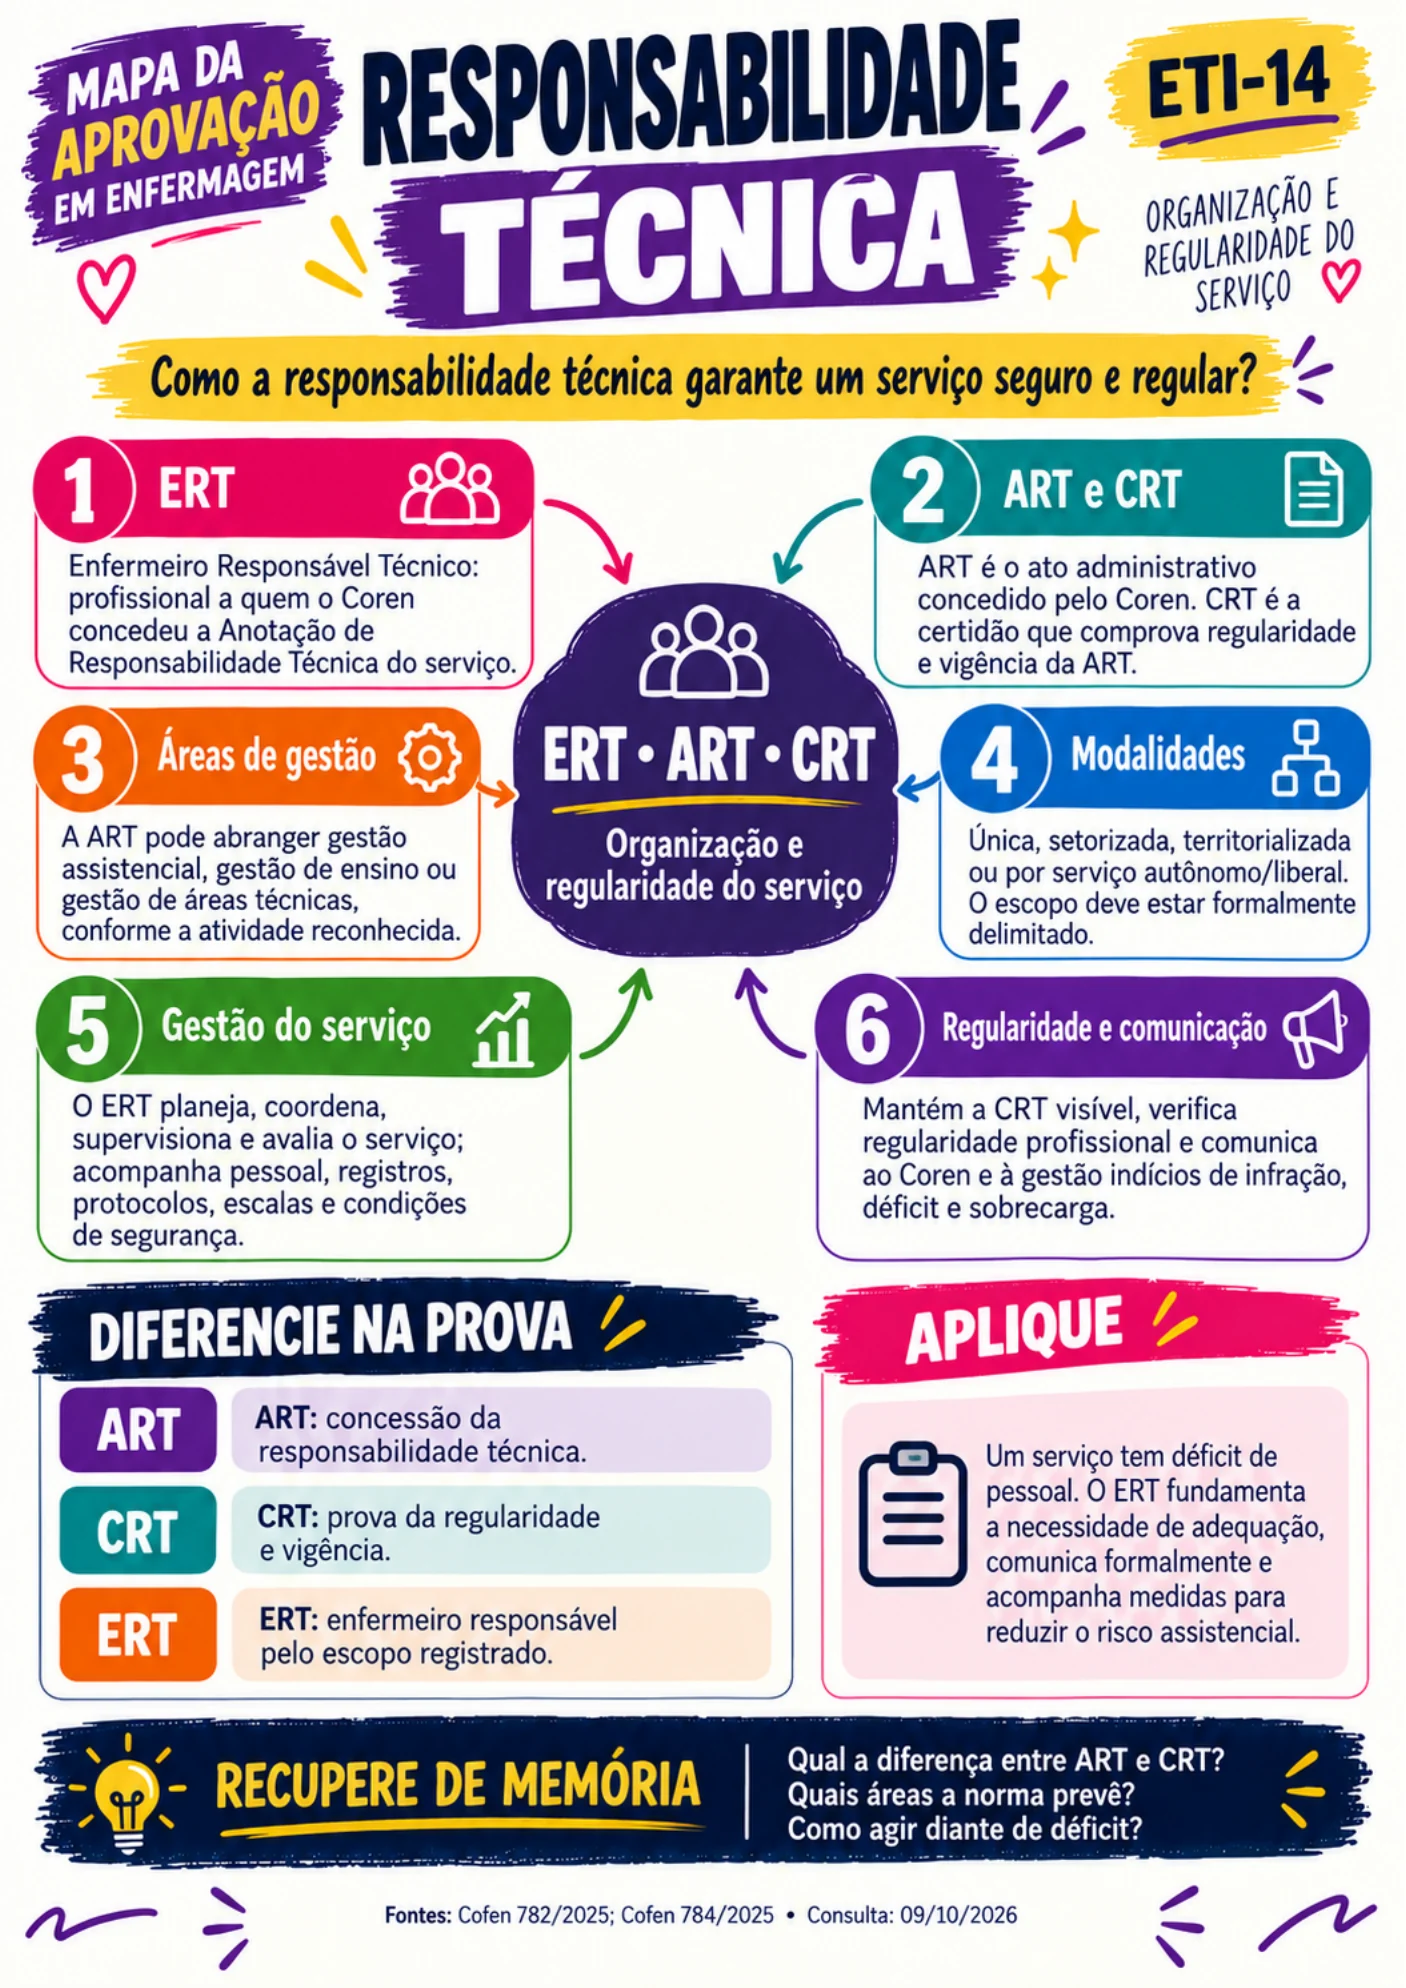 MAPA DA
APROVAÇÃO
EM ENFERMAGEM
RESPONSABILIDADE
TÉCNICA
ETI-14
ORGANIZAÇÃO E
REGULARIDADE DO
SERVIÇO
Como a responsabilidade técnica garante um serviço seguro e regular?
1 ERT
Enfermeiro Responsável Técnico:
profissional a quem o Coren
concedeu a Anotação de
Responsabilidade Técnica do serviço.
2 ART e CRT
ART é o ato administrativo
concedido pelo Coren. CRT é a
certidão que comprova regularidade
e vigência da ART.
ERT • ART • CRT
Organização e
regularidade do serviço
3 Áreas de gestão
A ART pode abranger gestão
assistencial, gestão de ensino ou
gestão de áreas técnicas,
conforme a atividade reconhecida.
4 Modalidades
Única, setorizada, territorializada
ou por serviço autônomo/liberal.
O escopo deve estar formalmente
delimitado.
5 Gestão do serviço
O ERT planeja, coordena,
supervisiona e avalia o serviço;
acompanha pessoal, registros,
protocolos, escalas e condições
de segurança.
6 Regularidade e comunicação
Mantém a CRT visível, verifica
regularidade profissional e comunica
ao Coren e à gestão indícios de infração,
déficit e sobrecarga.
DIFERENCIE NA PROVA
ART
ART: concessão da
responsabilidade técnica.
CRT
CRT: prova da regularidade
e vigência.
ERT
ERT: enfermeiro responsável
pelo escopo registrado.
APLIQUE
Um serviço tem déficit de
pessoal. O ERT fundamenta
a necessidade de adequação,
comunica formalmente e
acompanha medidas para
reduzir o risco assistencial.
RECUPERE DE MEMÓRIA
Qual a diferença entre ART e CRT?
Quais áreas a norma prevê?
Como agir diante de déficit?
Fontes: Cofen 782/2025; Cofen 784/2025 • Consulta: 09/10/2026